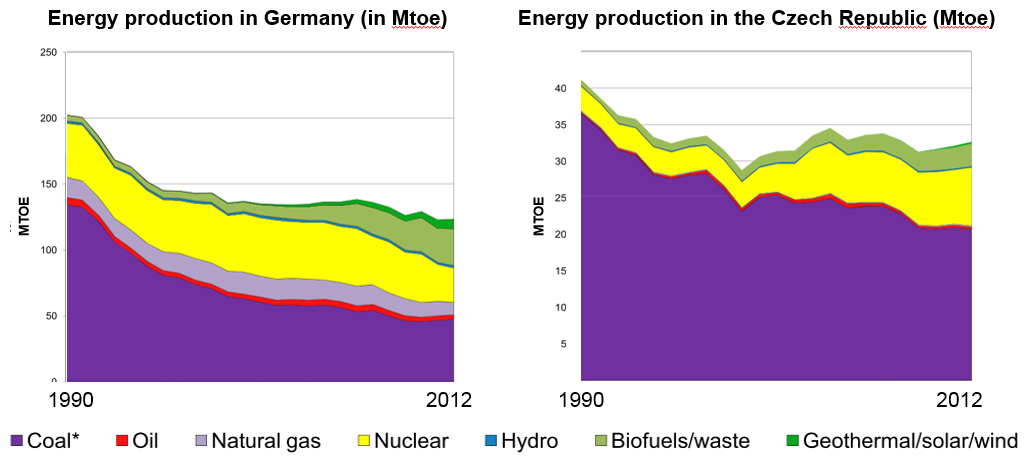 Energy production in Germany (in Mtoe)
Energy production in the Czech Republic (Mtoe)
250
200
150
100
50
0
MTOE
1990
2012
40
35
30
25
20
15
10
5
MTOE
1990
2012
Coal*
Oil
Natural gas
Nuclear
Hydro
Biofuels/waste
Geothermal/solar/wind